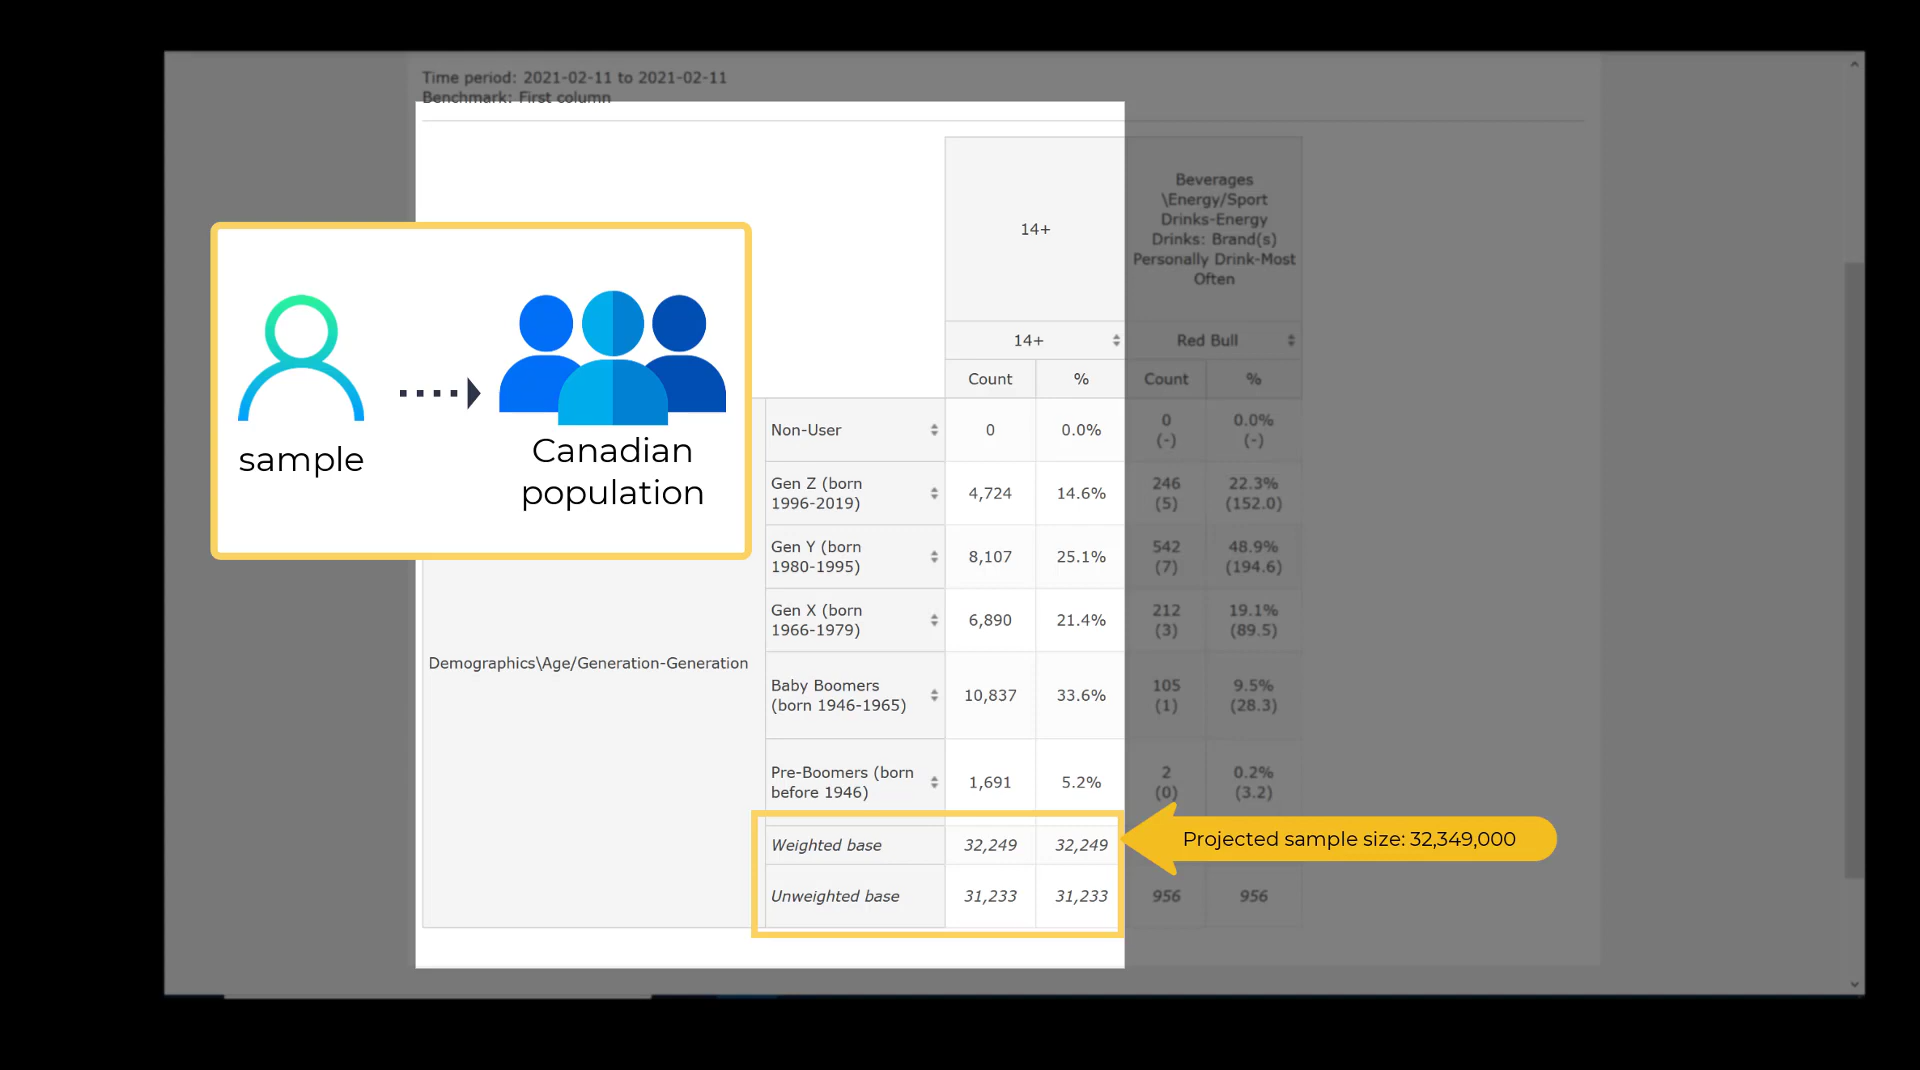 Time period: 2021-02-11 to 2021-02-11
Benchmark: First column
14+
Beverages
\Energy/Sport
Drinks-Energy
Drinks: Brand(s)
Personally Drink-Most
Often
14+
Red Bull
Count
%
Count
%
sample
Canadian
population
Demographics\Age/Generation-Generation
Non-User
0
0.0%
0
(-)
0.0%
(-)
Gen Z (born
1996-2019)
4,724
14.6%
246
(5)
22.3%
(152.0)
Gen Y (born
1980-1995)
8,107
25.1%
542
(7)
48.9%
(194.6)
Gen X (born
1966-1979)
6,890
21.4%
212
(3)
19.1%
(89.5)
Baby Boomers
(born 1946-1965)
10,837
33.6%
105
(1)
9.5%
(28.3)
Pre-Boomers (born
before 1946)
1,691
5.2%
2
(0)
0.2%
(3.2)
Weighted base
32,249
32,249
Projected sample size: 32,349,000
Unweighted base
31,233
31,233
956
956